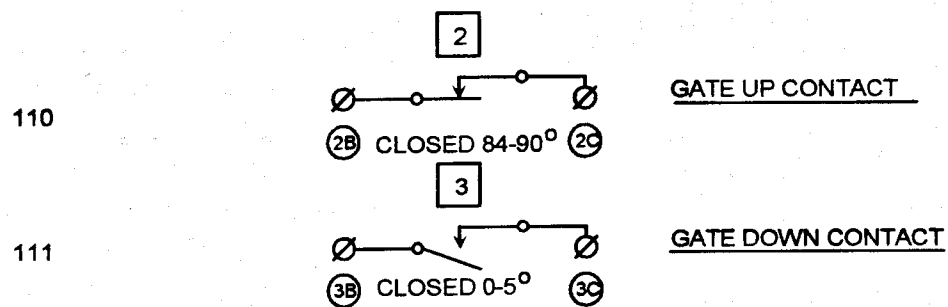 2
110
GATE UP CONTACT
2B CLOSED 84-90° 2C
3
111
GATE DOWN CONTACT
3B CLOSED 0-5° 3C